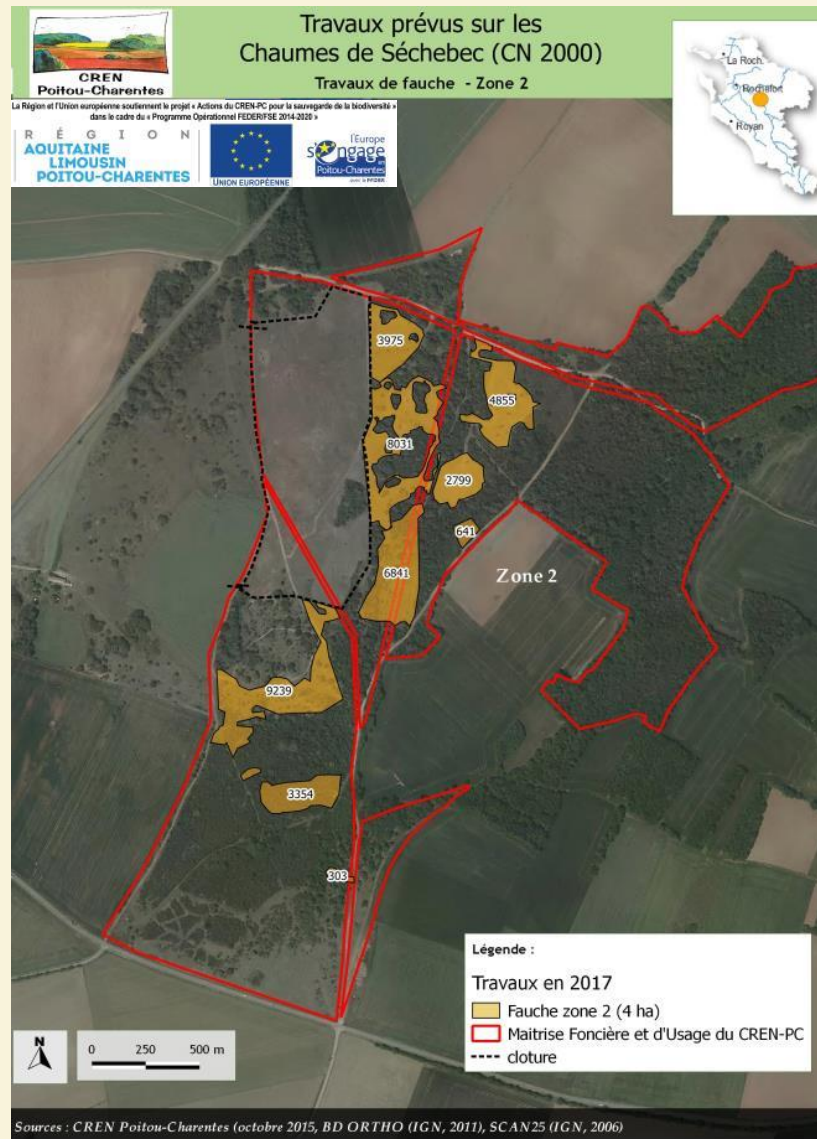 Travaux prévus sur les
Chaumes de Séchebec (CN 2000)
Travaux de fauche - Zone 2
CREN
Poitou-Charentes
La Région et l'Union européenne soutiennent le projet « Actions du CREN-PC pour la sauvegarde de la biodiversité »
dans le cadre du « Programme Opérationnel FEDER/FSE 2014-2020 »
RÉGION
AQUITAINE
LIMOUSIN
POITOU-CHARENTES
UNION EUROPÉENNE
l'Europe
s'engage
en
Poitou-Charentes
avec le FEDER
La Roch.
Rochefort
Royan
3975
4855
8031
2799
641
6841
Zone 2
9239
3354
303
Légende :
Travaux en 2017
Fauche zone 2 (4 ha)
Maitrise Foncière et d'Usage du CREN-PC
cloture
N
0 250 500 m
Sources : CREN Poitou-Charentes (octobre 2015, BD ORTHO (IGN, 2011), SCAN25 (IGN, 2006)